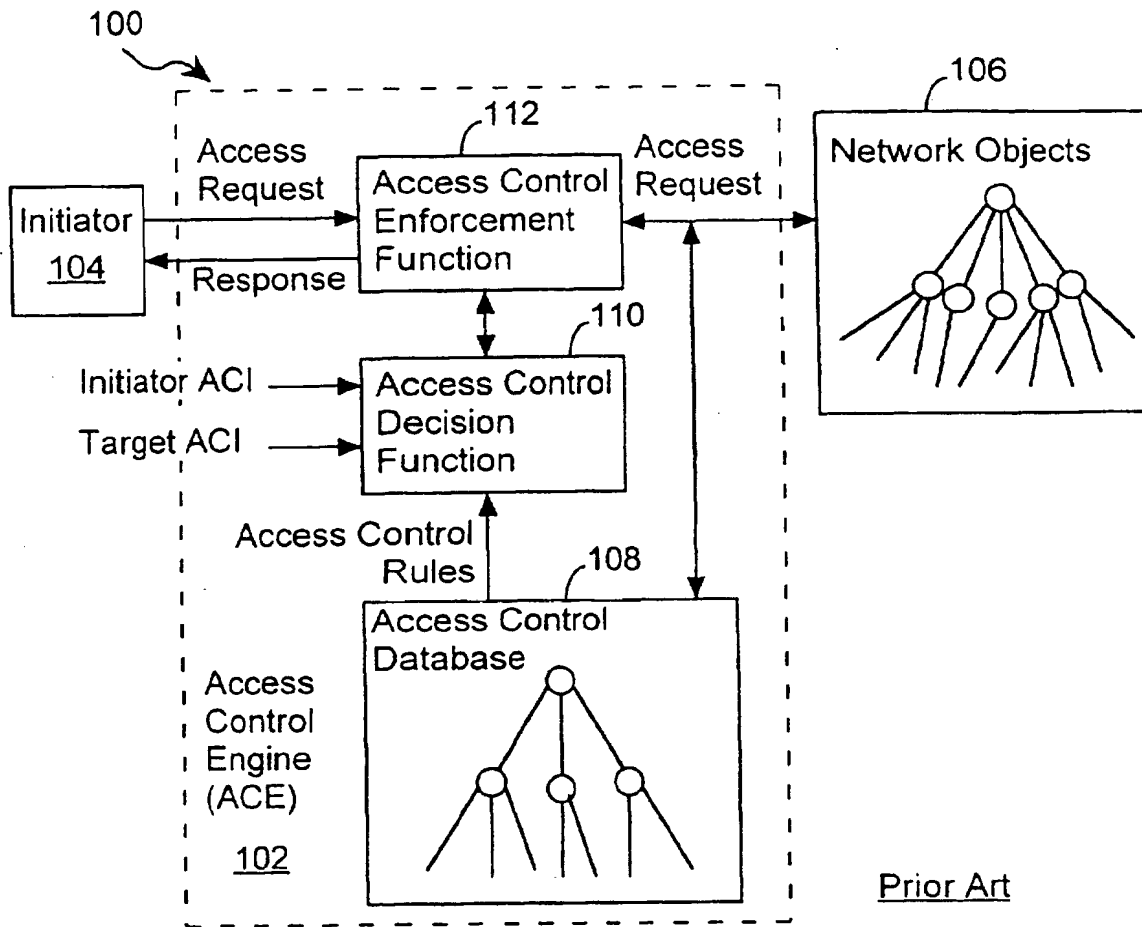 100
106
112
Access
Request
Access Control
Enforcement
Function
Access
Request
Network Objects
Initiator
104
Response
110
Initiator ACI
Target ACI
Access Control
Decision
Function
Access Control
Rules
108
Access Control
Database
Access
Control
Engine
(ACE)
102
Prior Art